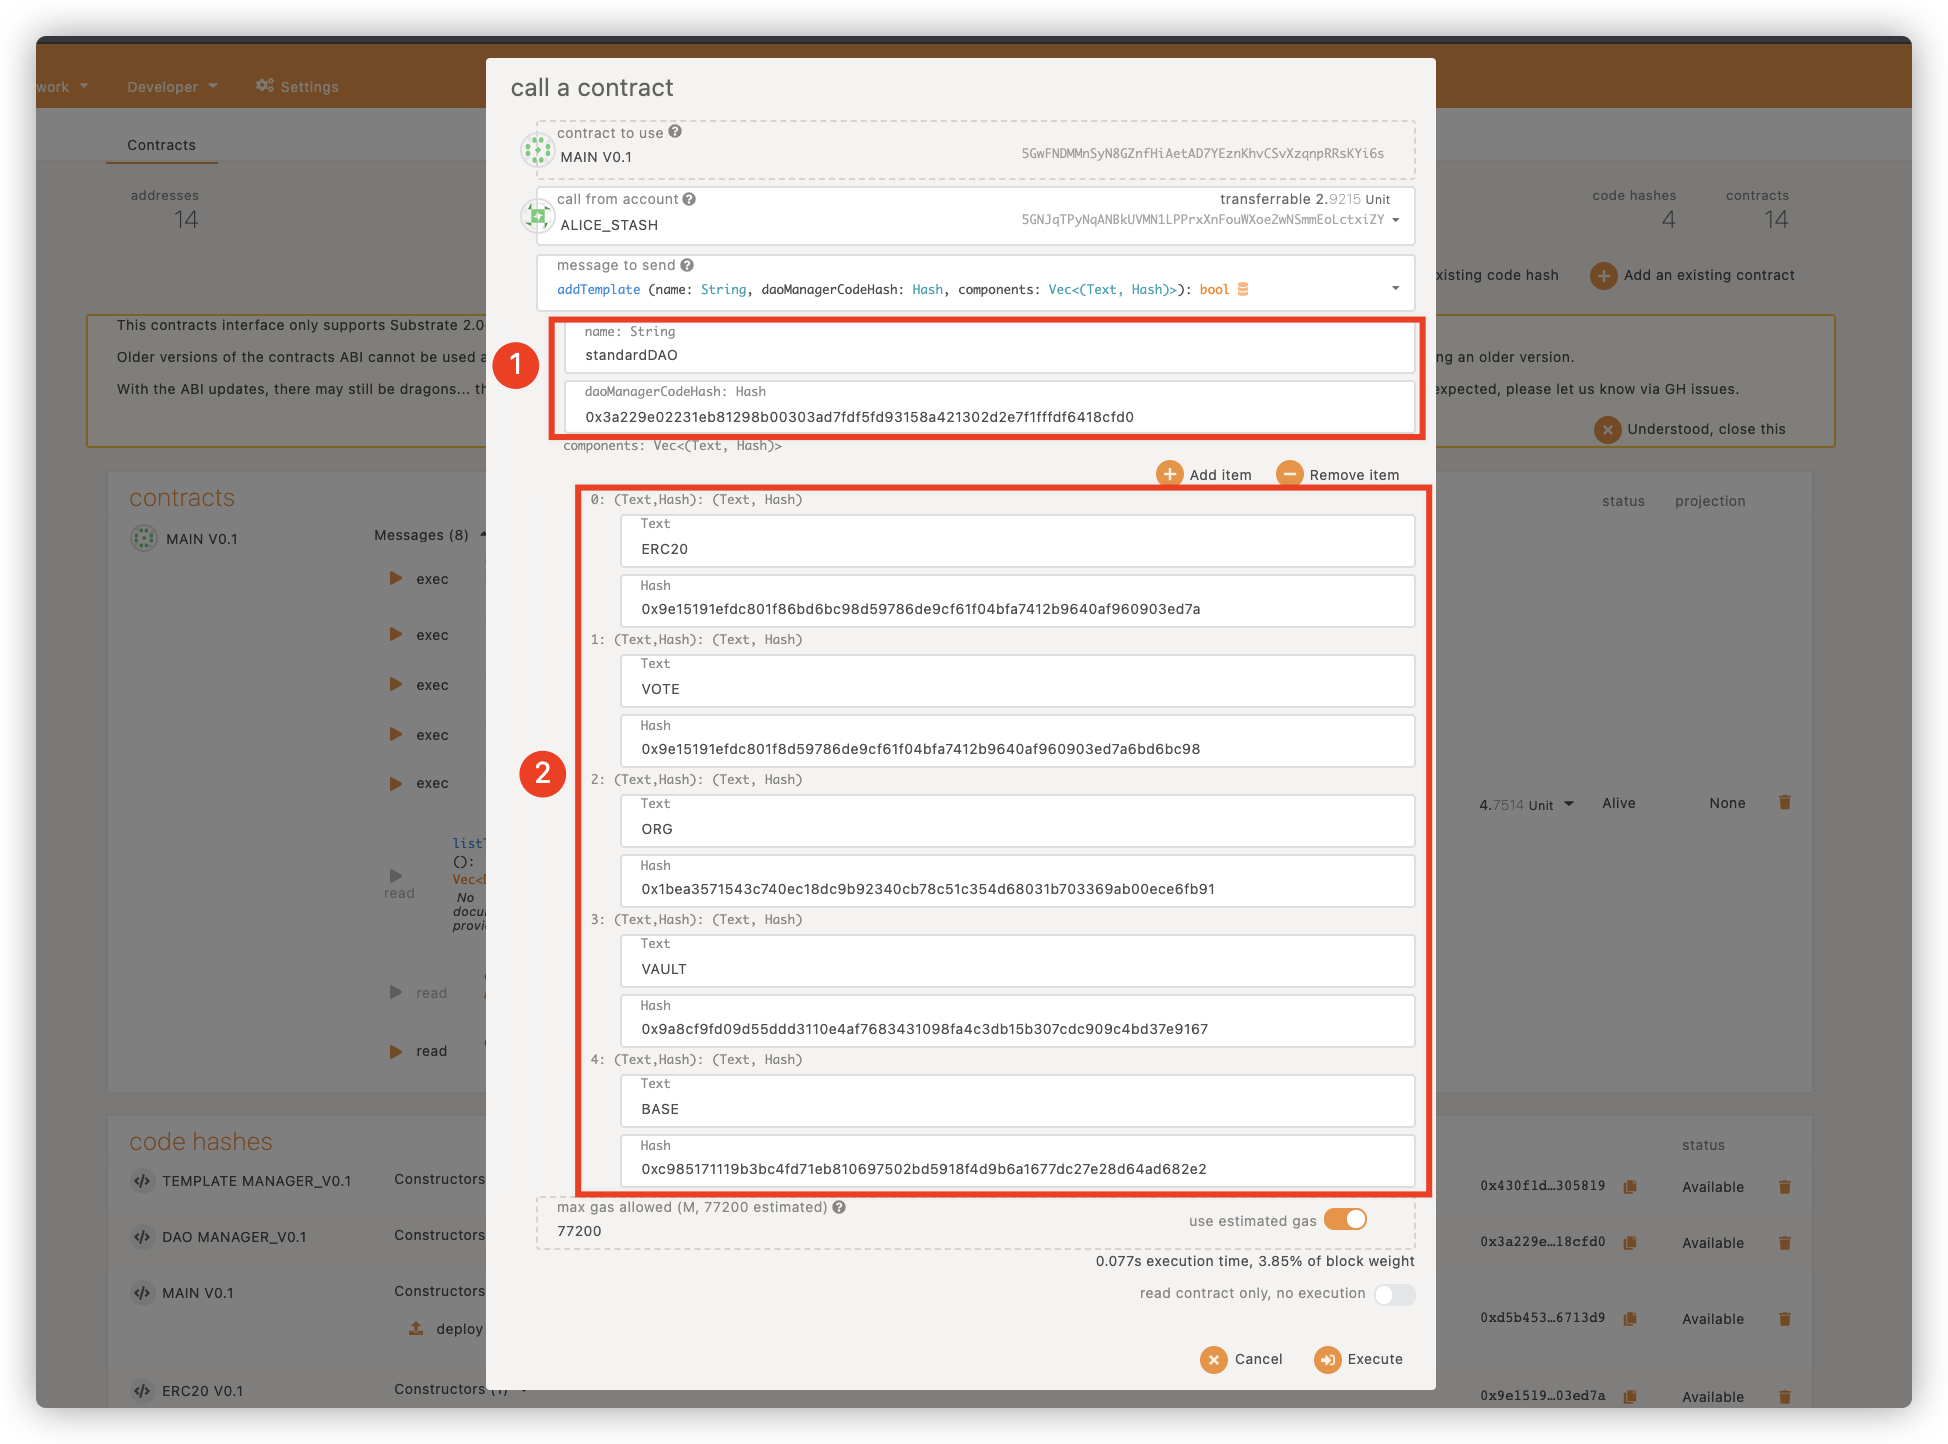 work
Developer
Settings
Contracts
addresses
14
code hashes
4
contracts
14
xisting code hash
Add an existing contract
This contracts interface only supports Substrate 2.0
Older versions of the contracts ABI cannot be used a
ng an older version.
With the ABI updates, there may still be dragons... th
expected, please let us know via GH issues.
Understood, close this
contracts
status
projection
MAIN V0.1
Messages (8)
exec
exec
exec
exec
exec
list
():
Vec<
No
docu
provi
read
read
read
4.7514 Unit
Alive
None
code hashes
status
TEMPLATE MANAGER_V0.1
Constructors
0x430f1d…305819
Available
DAO MANAGER_V0.1
Constructors
0x3a229e…18cfd0
Available
MAIN V0.1
Constructors
0xd5b453…6713d9
Available
deploy
ERC20 V0.1
Constructors (1)
0x9e1519…03ed7a
Available
call a contract
contract to use
MAIN V0.1
5GwFNDMMnSyN8GZnfHiAetAD7YEznKhvCSvXzqnpRRsKYi6s
call from account
transferrable 2.9215 Unit
ALICE_STASH
5GNJqTPyNqANBkUVMN1LPPrxXnFouWXoe2wNSmmEoLctxiZY
message to send
addTemplate (name: String, daoManagerCodeHash: Hash, components: Vec<(Text, Hash)>): bool
1
name: String
standardDAO
daoManagerCodeHash: Hash
0x3a229e02231eb81298b00303ad7fdf5fd93158a421302d2e7f1fffdf6418cfd0
components: Vec<(Text, Hash)>
Add item
Remove item
2
0: (Text,Hash): (Text, Hash)
Text
ERC20
Hash
0x9e15191efdc801f86bd6bc98d59786de9cf61f04bfa7412b9640af960903ed7a
1: (Text,Hash): (Text, Hash)
Text
VOTE
Hash
0x9e15191efdc801f8d59786de9cf61f04bfa7412b9640af960903ed7a6bd6bc98
2: (Text,Hash): (Text, Hash)
Text
ORG
Hash
0x1bea3571543c740ec18dc9b92340cb78c51c354d68031b703369ab00ece6fb91
3: (Text,Hash): (Text, Hash)
Text
VAULT
Hash
0x9a8cf9fd09d55ddd3110e4af7683431098fa4c3db15b307cdc909c4bd37e9167
4: (Text,Hash): (Text, Hash)
Text
BASE
Hash
0xc985171119b3bc4fd71eb810697502bd5918f4d9b6a1677dc27e28d64ad682e2
max gas allowed (M, 77200 estimated)
77200
use estimated gas
0.077s execution time, 3.85% of block weight
read contract only, no execution
Cancel
Execute